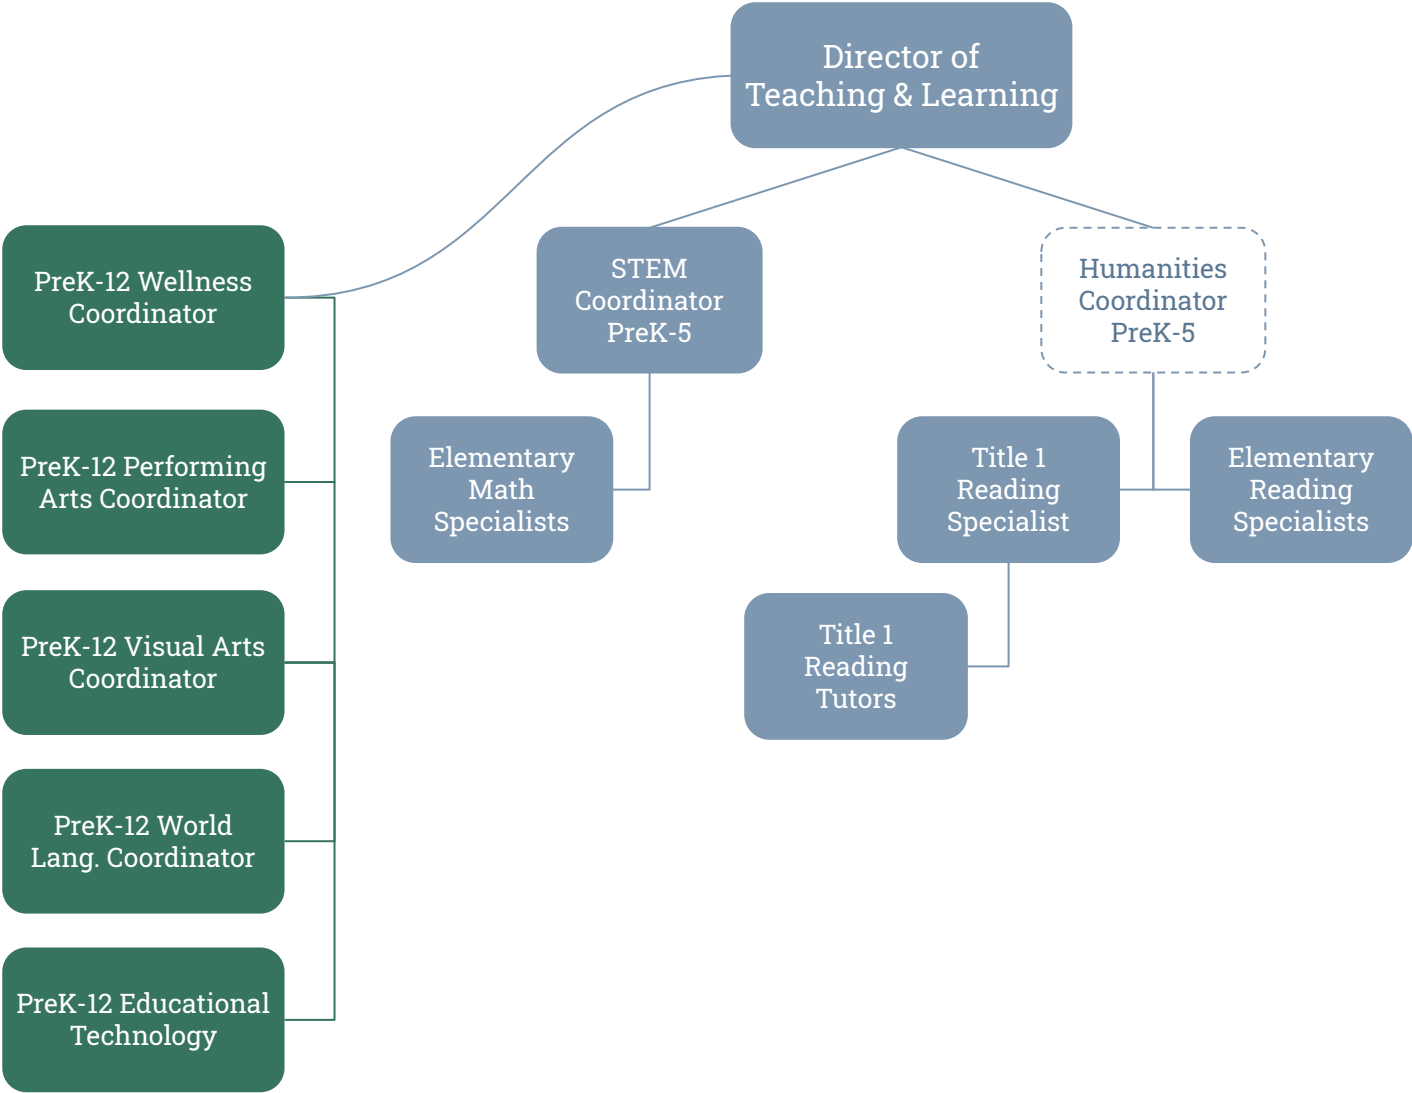 Director of
Teaching & Learning
PreK-12 Wellness
Coordinator
STEM
Coordinator
PreK-5
Humanities
Coordinator
PreK-5
PreK-12 Performing
Arts Coordinator
Elementary
Math
Specialists
Title 1
Reading
Specialist
Elementary
Reading
Specialists
PreK-12 Visual Arts
Coordinator
Title 1
Reading
Tutors
PreK-12 World
Lang. Coordinator
PreK-12 Educational
Technology